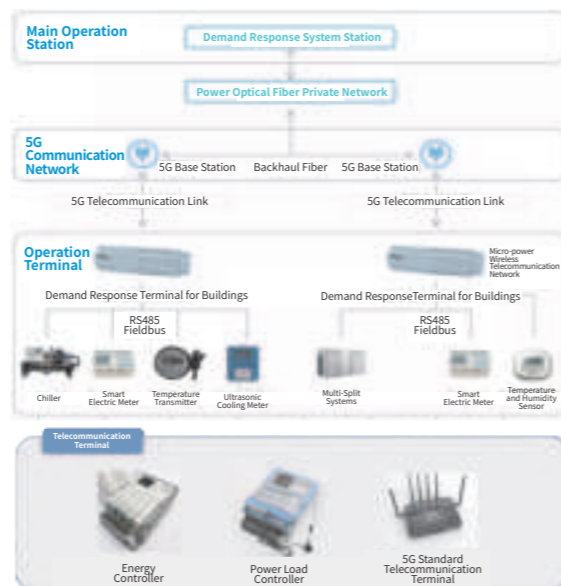 Main Operation
Station
Demand Response System Station
Power Optical Fiber Private Network
5G
Communication
Network
5G Base Station
Backhaul Fiber
5G Base Station
5G Telecommunication Link
5G Telecommunication Link
Operation
Terminal
Micro-power
Wireless
Telecommunication
Network
Demand Response Terminal for Buildings
Demand ResponseTerminal for Buildings
RS485
Fieldbus
RS485
Fieldbus
Chiller
Smart
Electric Meter
Temperature
Transmitter
Ultrasonic
Cooling Meter
Multi-Split
Systems
Smart
Electric Meter
Temperature
and Humidity
Sensor
Telecommunication
Terminal
Energy
Controller
Power Load
Controller
5G Standard
Telecommunication
Terminal